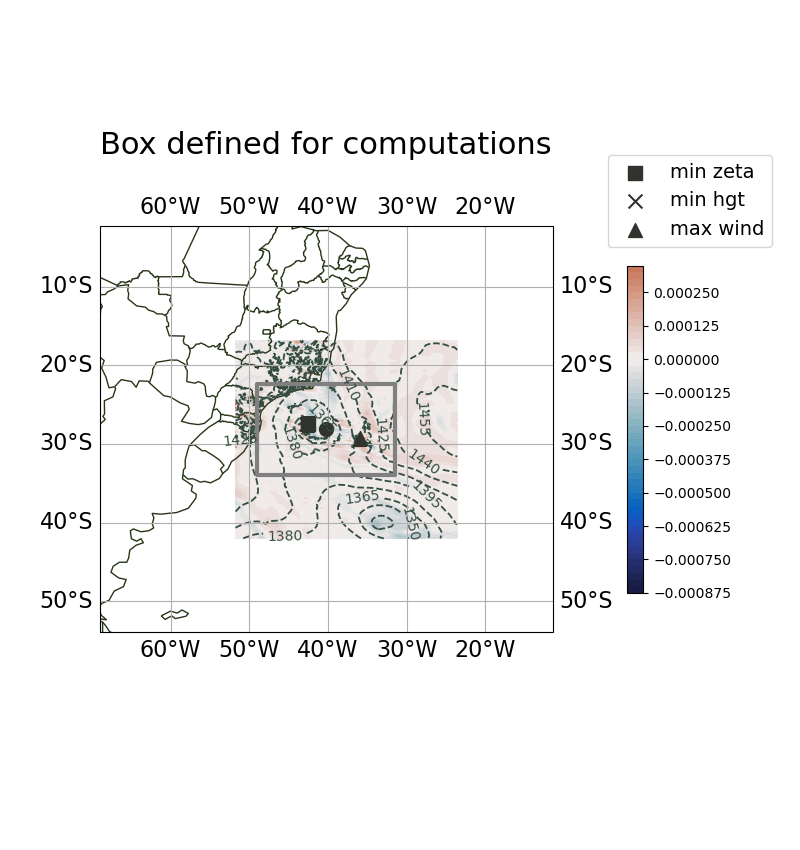 Box defined for computations
min zeta
min hgt
max wind
60°W 50°W 40°W 30°W 20°W
10°S 10°S
20°S 20°S
30°S 30°S
40°S 40°S
50°S 50°S
60°W 50°W 40°W 30°W 20°W
1410
1455
1425
1380
1440
1395
1365
1350
1380
0.000250
0.000125
0.000000
−0.000125
−0.000250
−0.000375
−0.000500
−0.000625
−0.000750
−0.000875